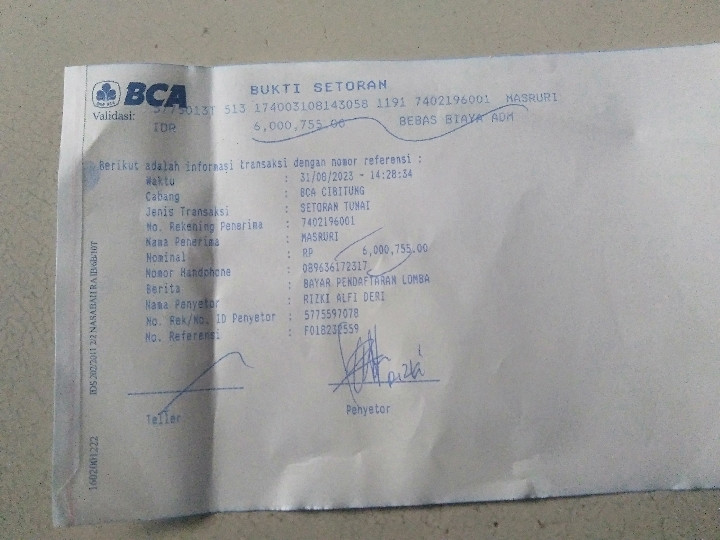 BCA
BUKTI SETORAN
Validasi:
513 174003108143058 1191 7402196001 MASRURI
6,000,755.00 BEBAS BIAYA ADM
Berikut adalah informasi transaksi dengan nomor referensi :
Waktu : 31/08/2023 - 14:28:34
Cabang : BCA CIBITUNG
Jenis Transaksi : SETORAN TUNAI
No. Rekening Penerima : 7402196001
Nama Penerima : MASRURI
Nominal : RP 6,000,755.00
Nomor Handphone : 089636172317
Berita : BAYAR PENDAFTARAN LOMBA
Nama Penyetor : RIZKI ALFI DERI
No. Rek/No. ID Penyetor : 5775597078
No. Referensi : F018232559
Rizki
Teller
Penyetor
1602001222